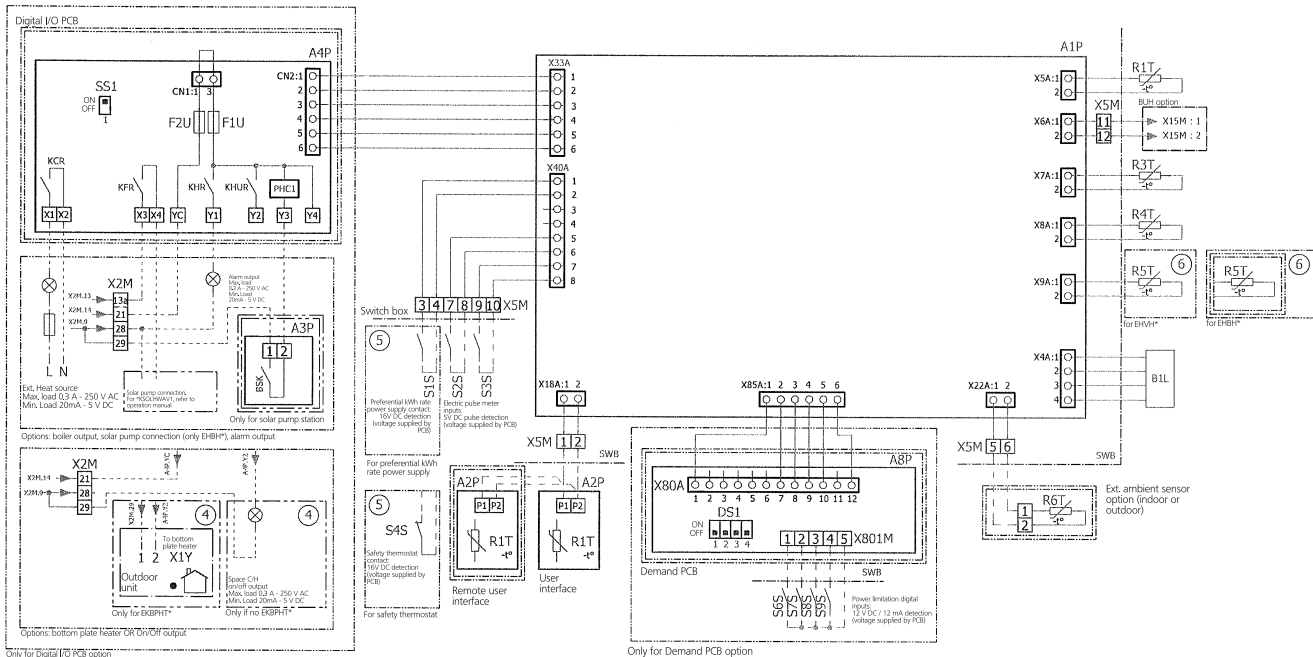 Digital I/O PCB
A4P
SS1
ON
OFF
1
CN1:1 3
F2U F1U
CN2:1
2
3
4
5
6
KCR
KFR
KHR
KHUR
PHC1
X1 X2 X3 X4 YC Y1 Y2 Y3 Y4
X33A
1
2
3
4
5
6
X40A
1
2
3
4
5
6
7
8
3 4 7 8 9 10 X5M
Switch box
A1P
X5A:1
2
R1T
-t°
BUH option
X5M
X6A:1
2
11
12
X15M : 1
X15M : 2
X7A:1
2
R3T
-t°
X8A:1
2
R4T
-t°
X9A:1
2
R5T
-t°
6
for EHVH*
R5T
-t°
6
for EHBH*
X4A:1
2
3
4
B1L
X2M
X2M.13
13a
X2M.14
21
X2M.9
28
29
Alarm output
Max. load
0,3 A - 250 V AC
Min.Load
20mA - 5 V DC
A3P
1 2
BSK
Only for solar pump station
L N
Ext. Heat source
Max. load 0,3 A - 250 V AC
Min. Load 20mA - 5 V DC
Solar pump connection.
For *KSOLHWAV1, refer to
operation manual
Options: boiler output, solar pump connection (only EHBH*), alarm output
X2M
X2M.14
21
X2M.9
28
29
A4P.YC
A4P.Y2
X2M.29
A4P.Y2
4
1 2
To bottom
plate heater
X1Y
Outdoor
unit
Only for EKBPHT*
4
Space C/H
on/off output
Max. load 0.3 A - 250 V AC
Min. Load 20mA - 5 V DC
Only if no EKBPHT*
Options: bottom plate heater OR On/Off output
Only for Digital I/O PCB option
5
S1S
S2S
S3S
Preferential kWh rate
power supply contact:
16V DC detection
(voltage supplied by
PCB)
Electric pulse meter
inputs:
5V DC pulse detection
(voltage supplied by
PCB)
For preferential kWh
rate power supply
5
S4S
Safety thermostat
contact:
16V DC detection
(voltage supplied by
PCB)
For safety thermostat
X18A:1 2
X5M 1 2
SWB
A2P
P1 P2
R1T
-t°
Remote user
interface
A2P
P1 P2
R1T
-t°
User
interface
X85A:1 2 3 4 5 6
A8P
X80A
1 2 3 4 5 6 7 8 9 10 11 12
DS1
ON
OFF
1 2 3 4
1 2 3 4 5 X801M
Demand PCB
SWB
S6S
S7S
S8S
S9S
Power limitation digital
inputs:
12 V DC / 12 mA detection
(voltage supplied by PCB)
Only for Demand PCB option
X22A:1 2
X5M 5 6
SWB
1
2
R6T
-t°
Ext. ambient sensor
option (indoor or
outdoor)